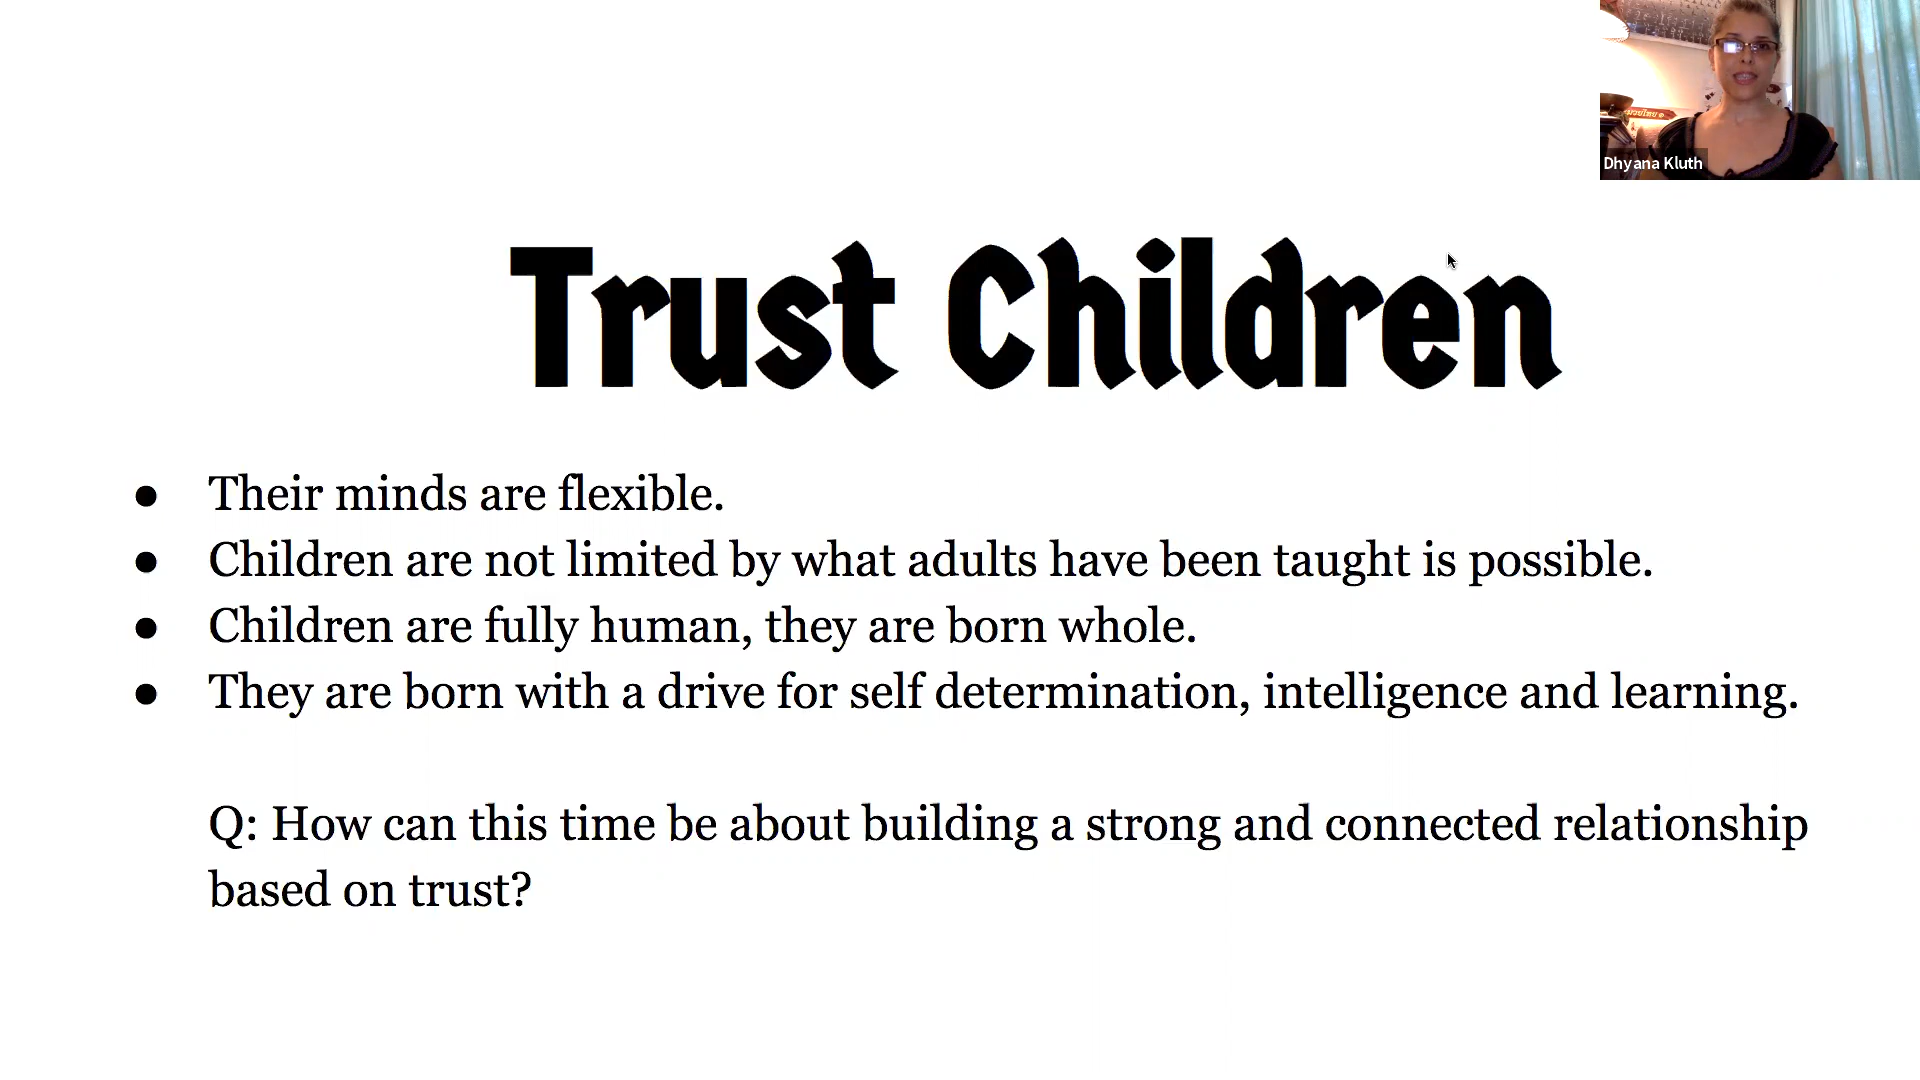 Dhyana Kluth
Trust Children
● Their minds are flexible.
● Children are not limited by what adults have been taught is possible.
● Children are fully human, they are born whole.
● They are born with a drive for self determination, intelligence and learning.
Q: How can this time be about building a strong and connected relationship
based on trust?